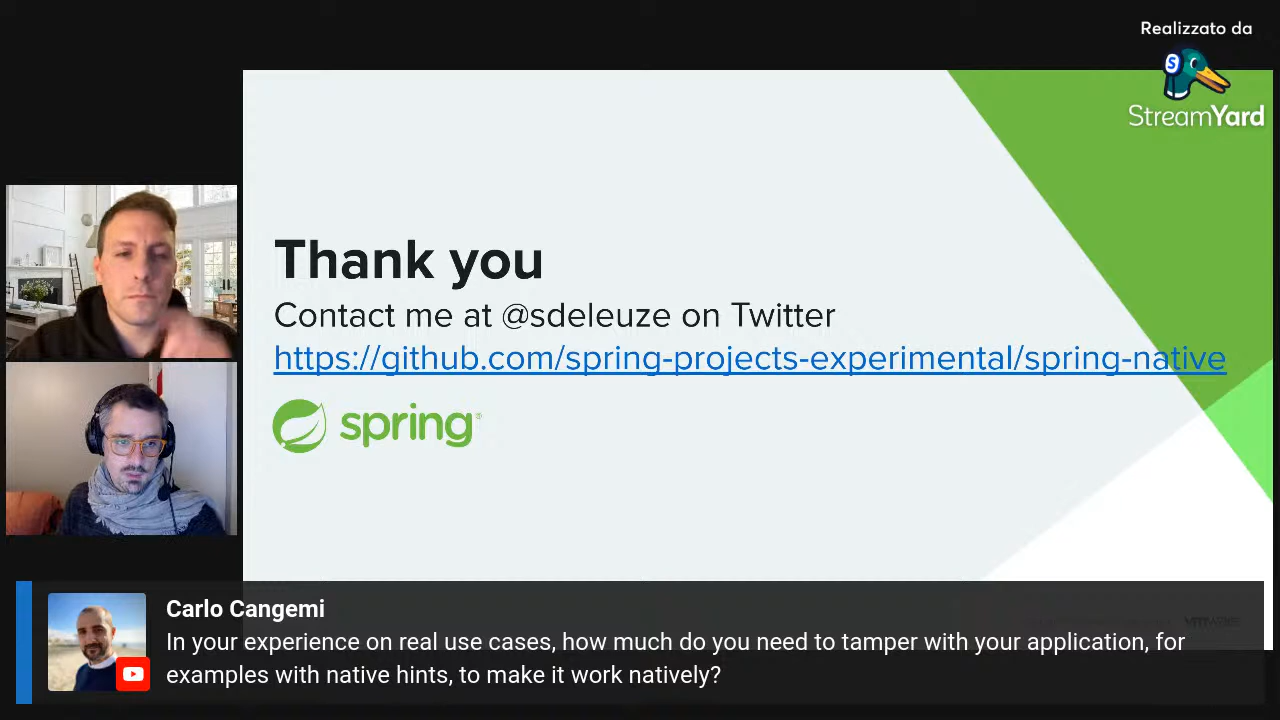 Realizzato da
StreamYard
Thank you
Contact me at @sdeleuze on Twitter
https://github.com/spring-projects-experimental/spring-native
spring
vmware
Carlo Cangemi
In your experience on real use cases, how much do you need to tamper with your application, for
examples with native hints, to make it work natively?